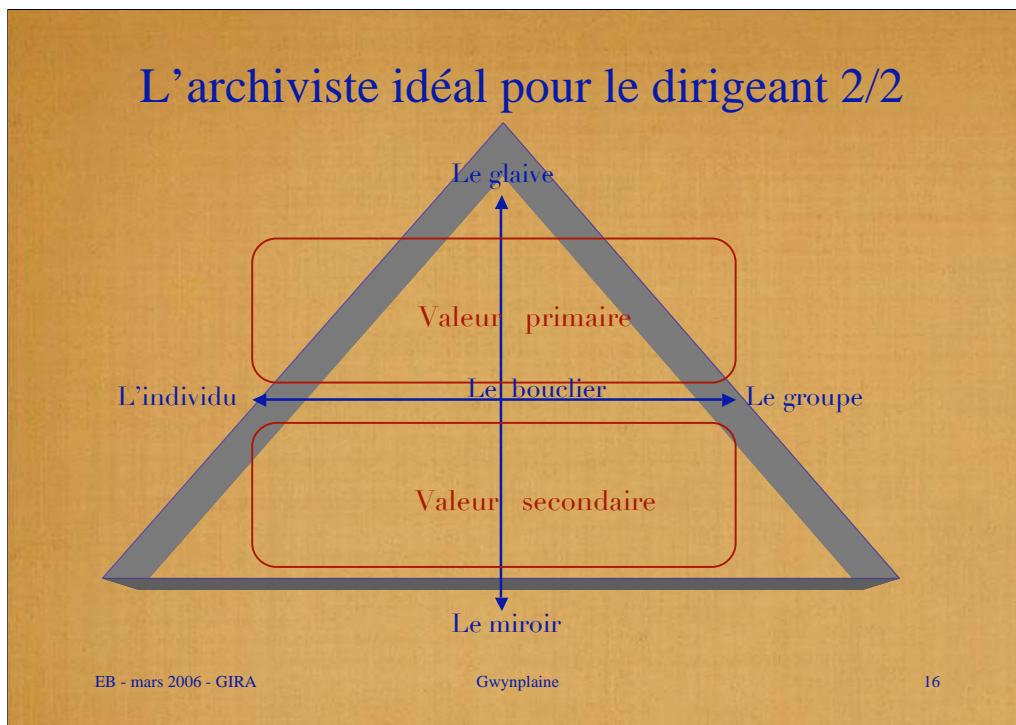 L’archiviste idéal pour le dirigeant 2/2
Le glaive
Valeur primaire
L’individu
Le bouclier
Le groupe
Valeur secondaire
Le miroir
EB - mars 2006 - GIRA
Gwynplaine
16